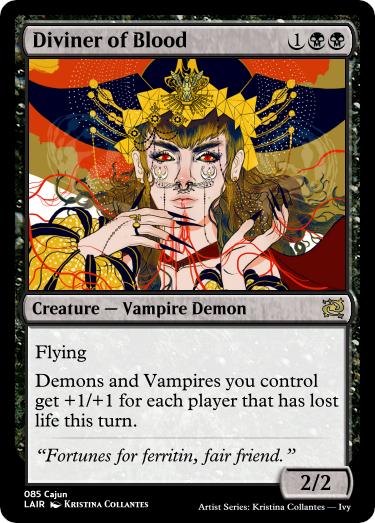 Diviner of Blood 1
Creature — Vampire Demon
Flying
Demons and Vampires you control
get +1/+1 for each player that has lost
life this turn.
“Fortunes for ferritin, fair friend.”
2/2
085 Cajun
LAIR Kristina Collantes
Artist Series: Kristina Collantes — Ivy